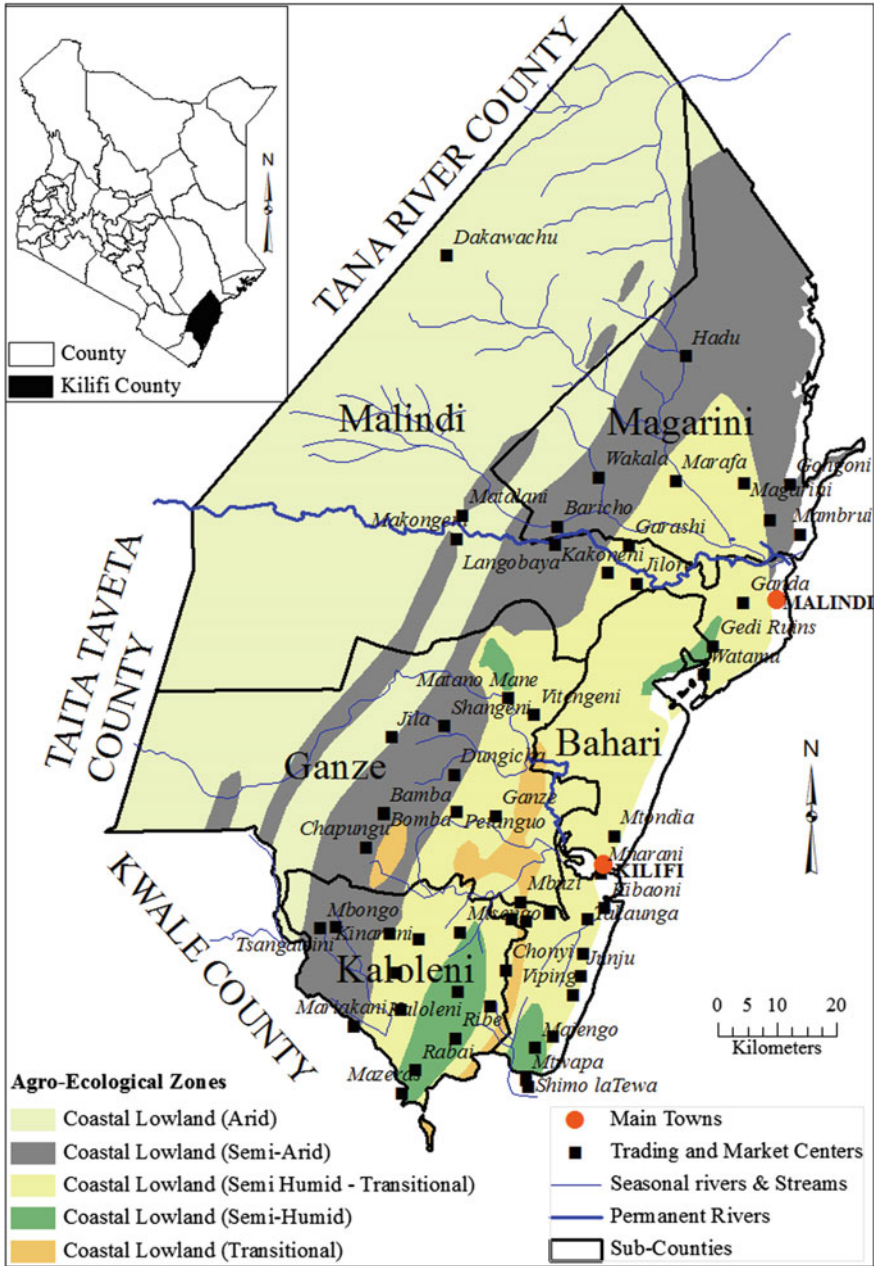 N
County
Kilifi County
TANA RIVER COUNTY
TAITA TAVETA
COUNTY
KWALE COUNTY
Dakawachu
Hadu
Malindi
Magarini
Wakala
Marafa
Gongoni
Magarini
Matalani
Baricho
Mambrui
Makongeni
Garashi
Langobaya
Kakoneni
Jilore
Ganda
MALINDI
Gedi Ruins
Watamu
Matano Mane
Vitengeni
Shangeni
Jila
Bahari
N
Ganze
Dungicha
Bamba
Ganze
Bomba
Petanguo
Mtondia
Chapungu
Mnarani
KILIFI
Kibaoni
Mbuzi
Mbongo
Mtsengo
Takaunga
Tsangatsini
Kinarani
Chonyi
Junju
Kaloleni
Viping
Mariakani
Kaloleni
Ribe
Majengo
Rabai
Mtwapa
Mazeras
Shimo laTewa
0 10 20
Kilometers
Agro-Ecological Zones
Coastal Lowland (Arid)
Coastal Lowland (Semi-Arid)
Coastal Lowland (Semi Humid - Transitional)
Coastal Lowland (Semi-Humid)
Coastal Lowland (Transitional)
Main Towns
Trading and Market Centers
Seasonal rivers & Streams
Permanent Rivers
Sub-Counties